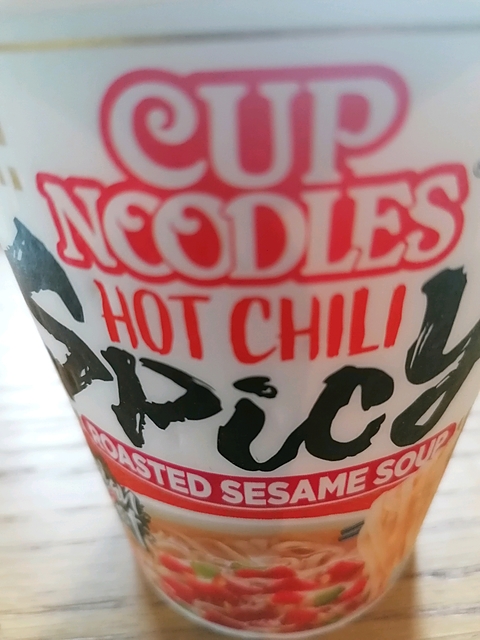 CUP
NOODLES
HOT CHILI
Spicy
ROASTED SESAME SOUP